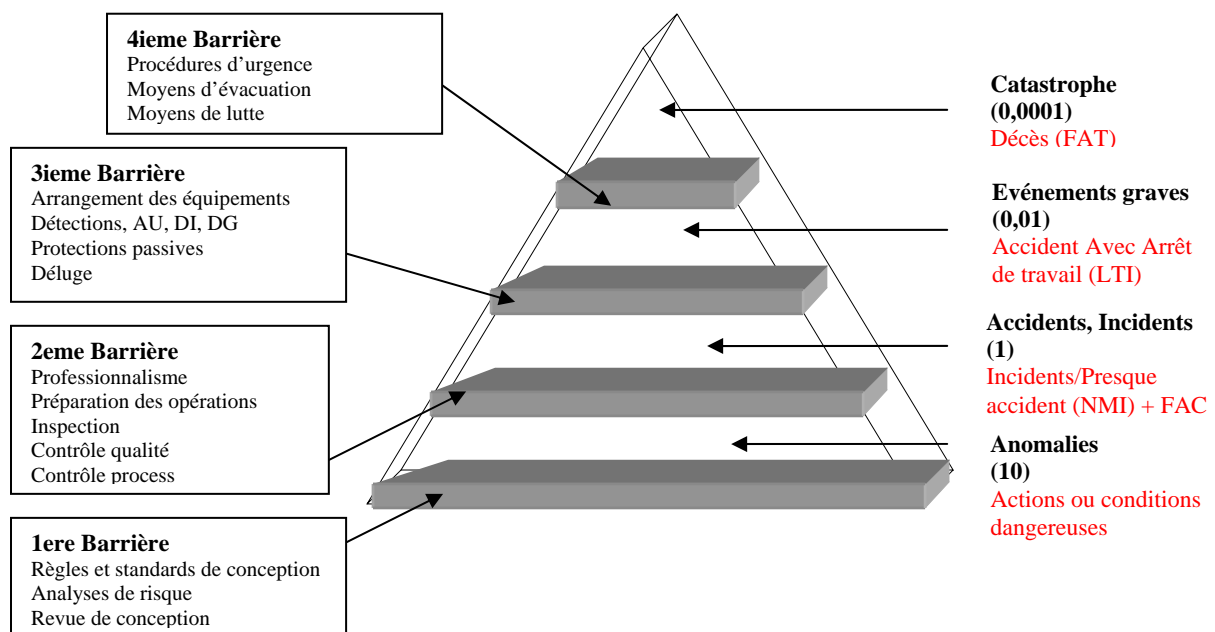 4ieme Barrière
Procédures d'urgence
Moyens d'évacuation
Moyens de lutte
3ieme Barrière
Arrangement des équipements
Détections, AU, DI, DG
Protections passives
Déluge
2eme Barrière
Professionnalisme
Préparation des opérations
Inspection
Contrôle qualité
Contrôle process
1ere Barrière
Règles et standards de conception
Analyses de risque
Revue de conception
Catastrophe
(0,0001)
Décès (FAT)
Evénements graves
(0,01)
Accident Avec Arrêt
de travail (LTI)
Accidents, Incidents
(1)
Incidents/Presque
accident (NMI) + FAC
Anomalies
(10)
Actions ou conditions
dangereuses